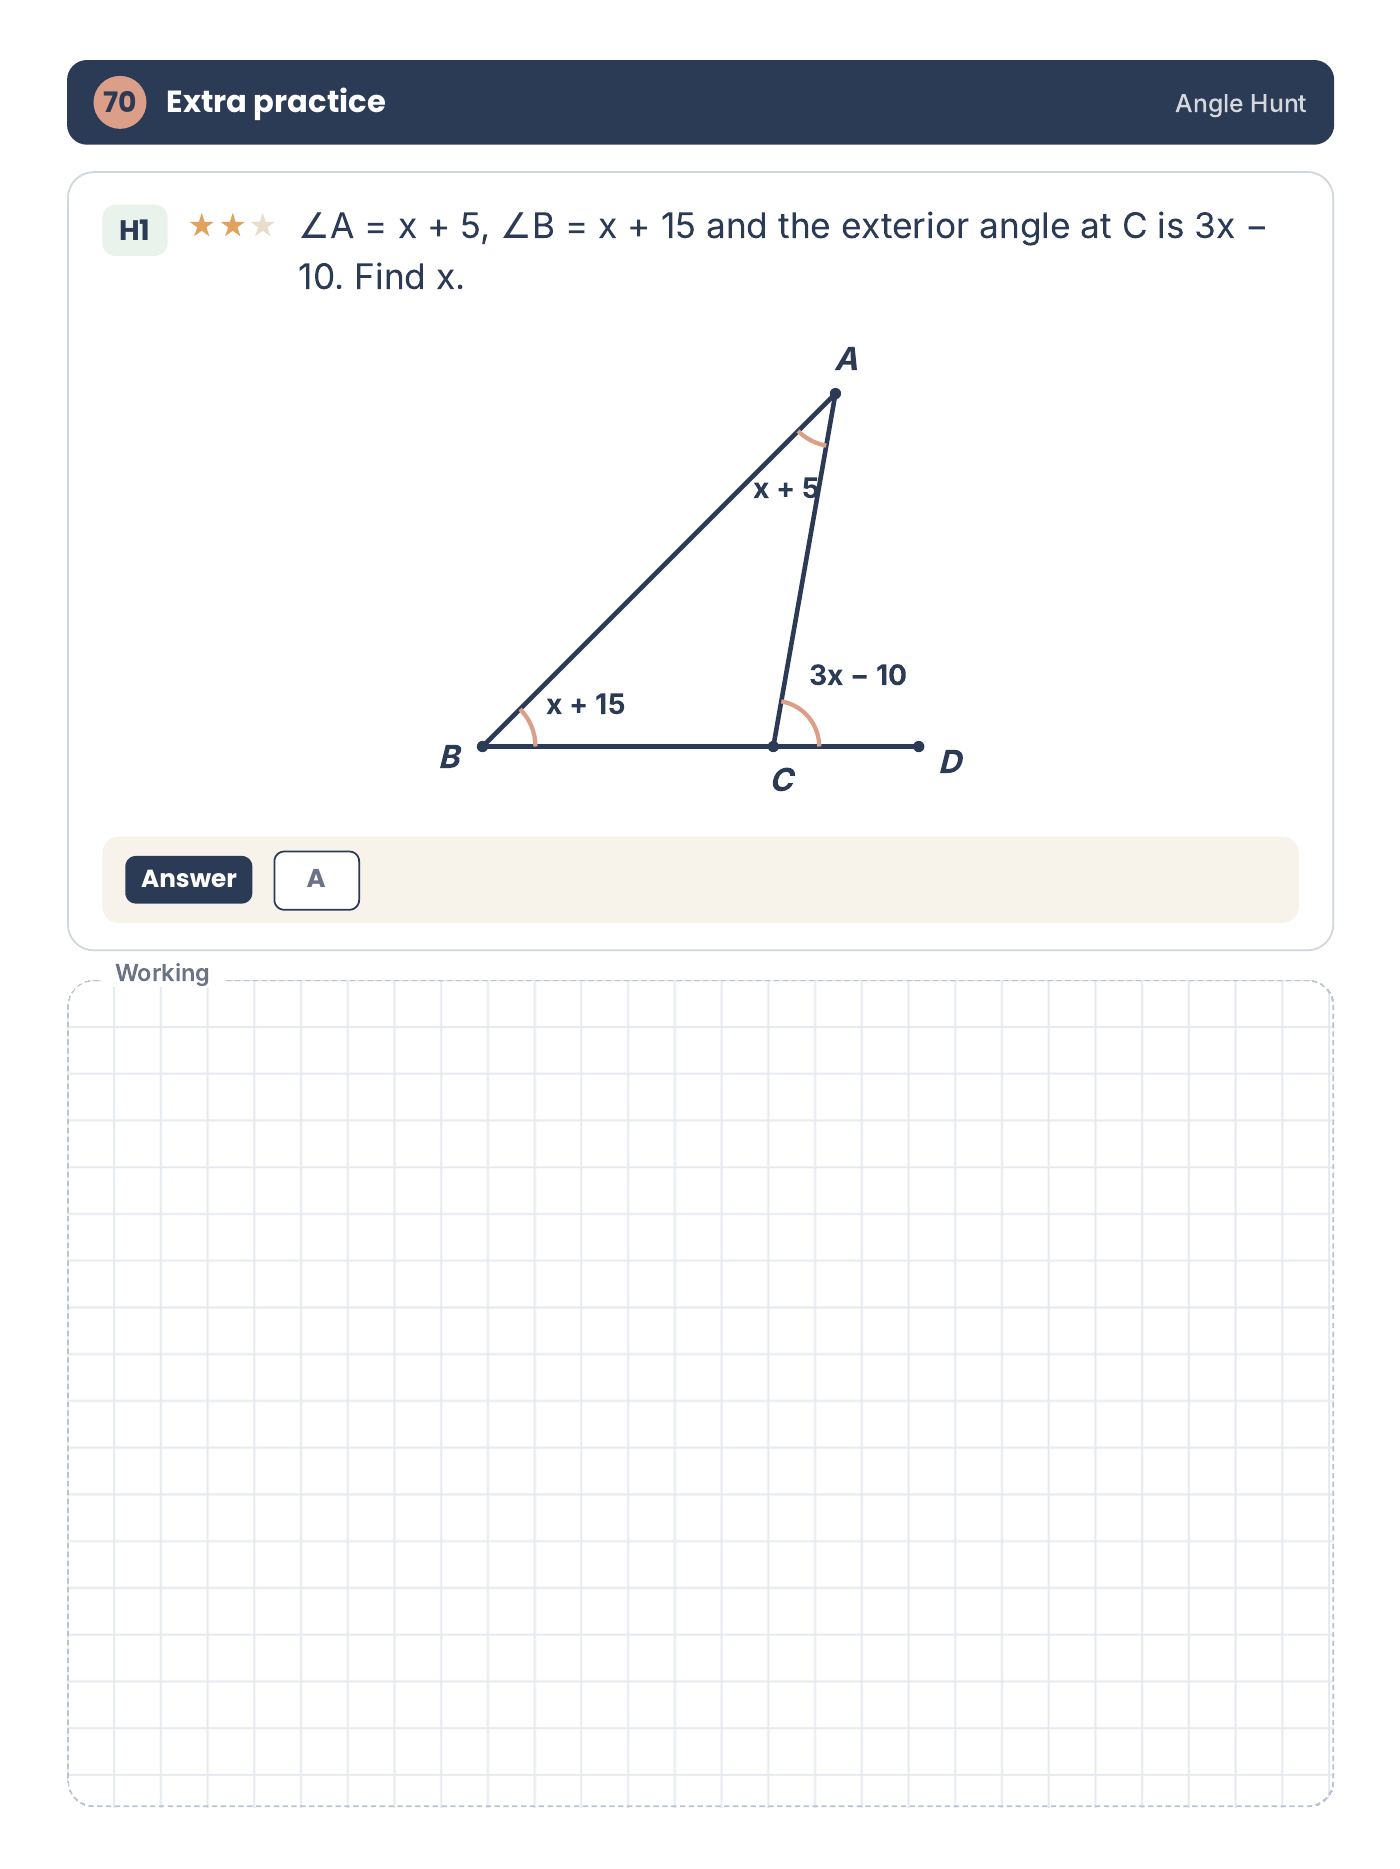 70 Extra practice Angle Hunt
H1 ★★★ ∠A = x + 5, ∠B = x + 15 and the exterior angle at C is 3x −
10. Find x.
A
x + 5
3x − 10
x + 15
B
C
D
Answer A
Working